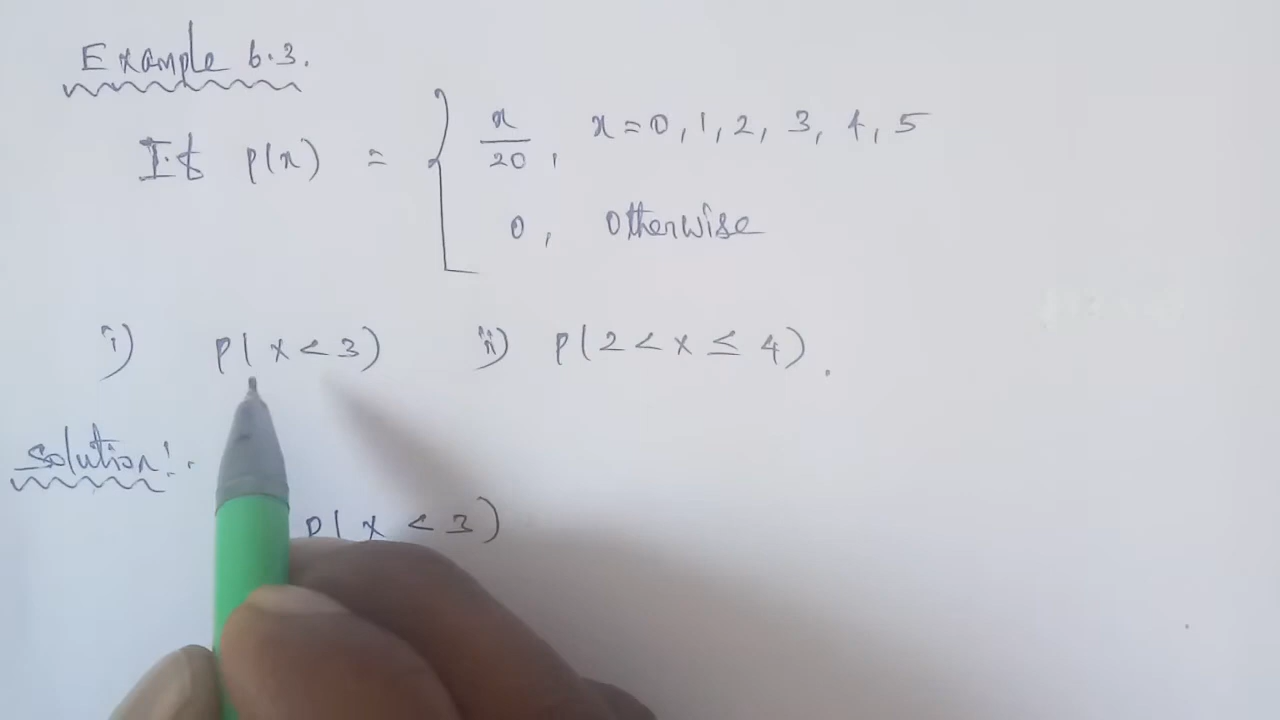 Example 6.3.
If p(x) = { x/20, x = 0, 1, 2, 3, 4, 5
0, Otherwise
i) P(x < 3) ii) P(2 < x ≤ 4).
Solution:-
P(x < 3)